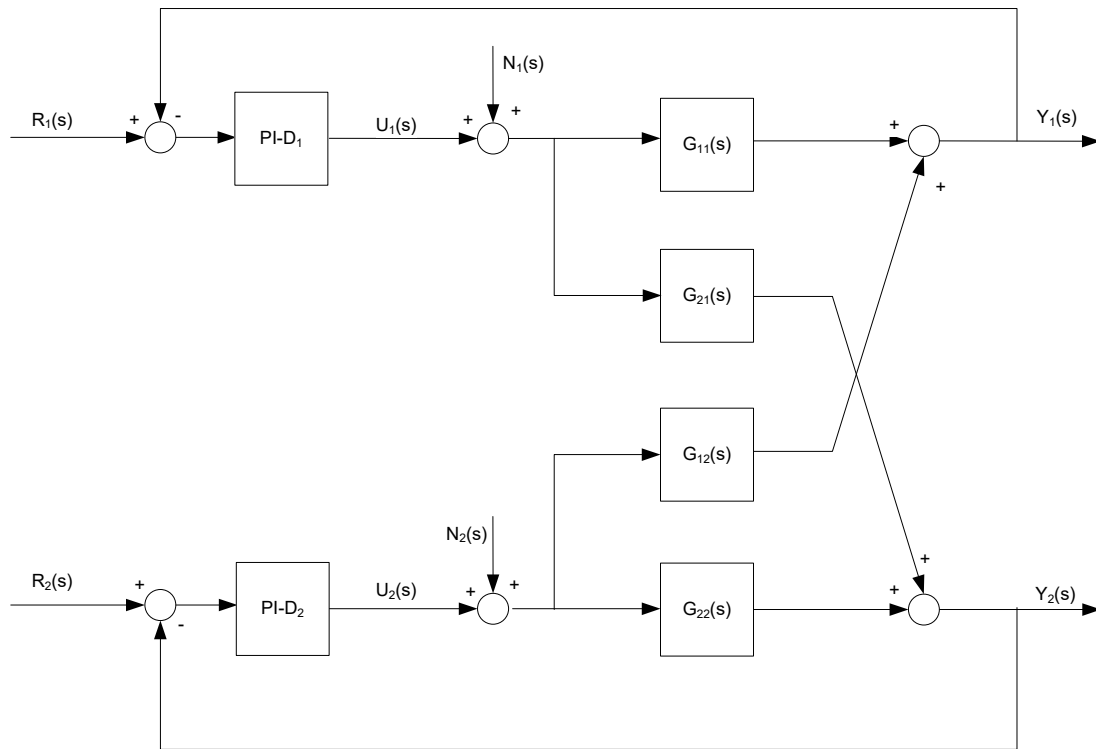 N₁(s)
+
R₁(s)
+
-
PI-D₁
U₁(s)
+
G₁₁(s)
+
Y₁(s)
+
G₂₁(s)
G₁₂(s)
N₂(s)
+
R₂(s)
+
-
PI-D₂
U₂(s)
+
G₂₂(s)
+
+
Y₂(s)